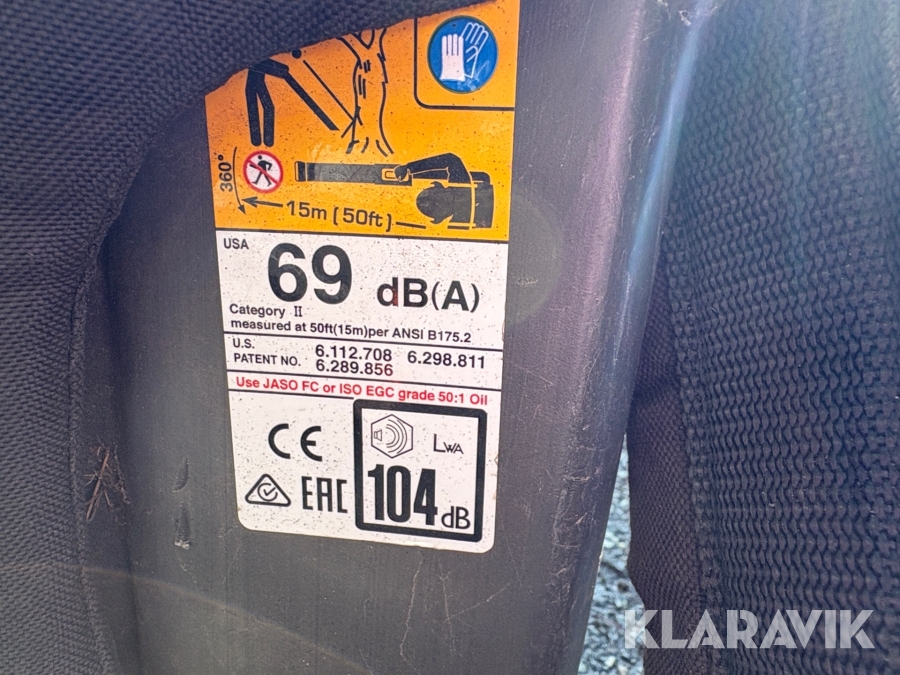 360°
15m (50ft)
USA
69 dB(A)
Category II
measured at 50ft(15m)per ANSI B175.2
U.S.
PATENT NO.
6.112.708 6.298.811
6.289.856
Use JASO FC or ISO EGC grade 50:1 Oil
CE
LWA
EAC
104dB
KLARAVIK